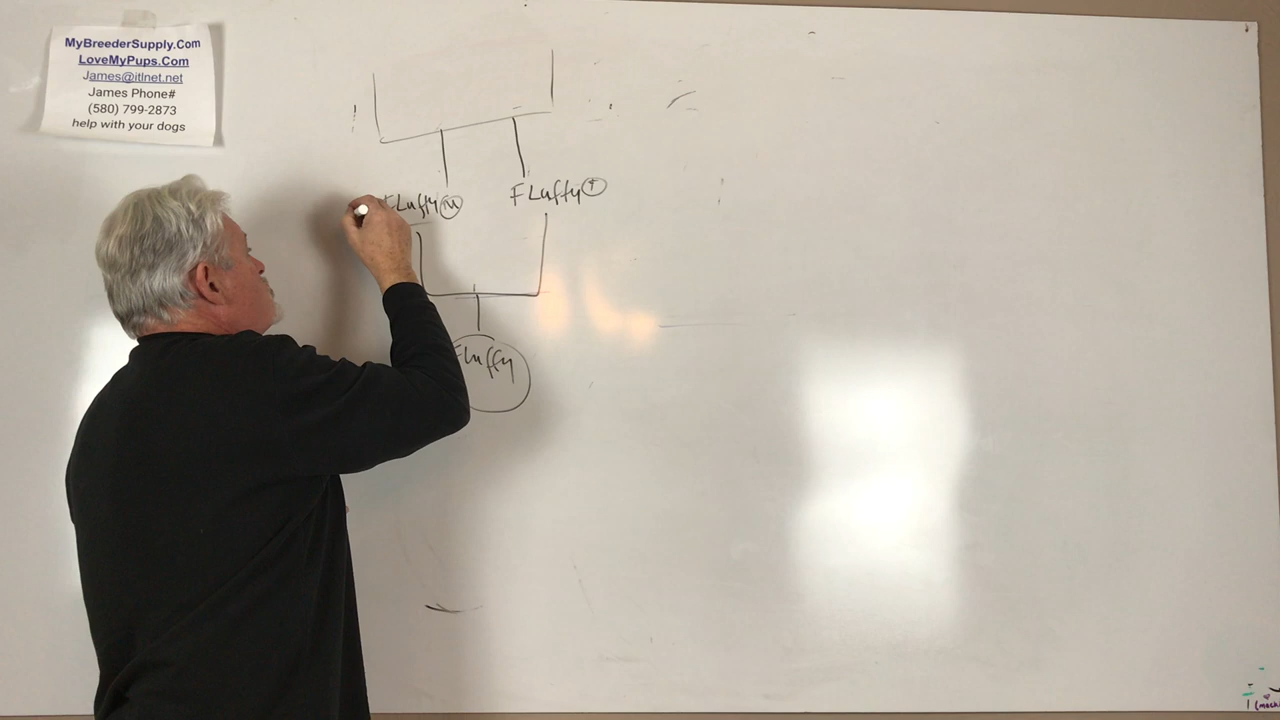 MyBreederSupply.Com
LoveMyPups.Com
James@itlnet.net
James Phone#
(580) 799-2873
help with your dogs
FLuffy M
FLuffy
Fluffy